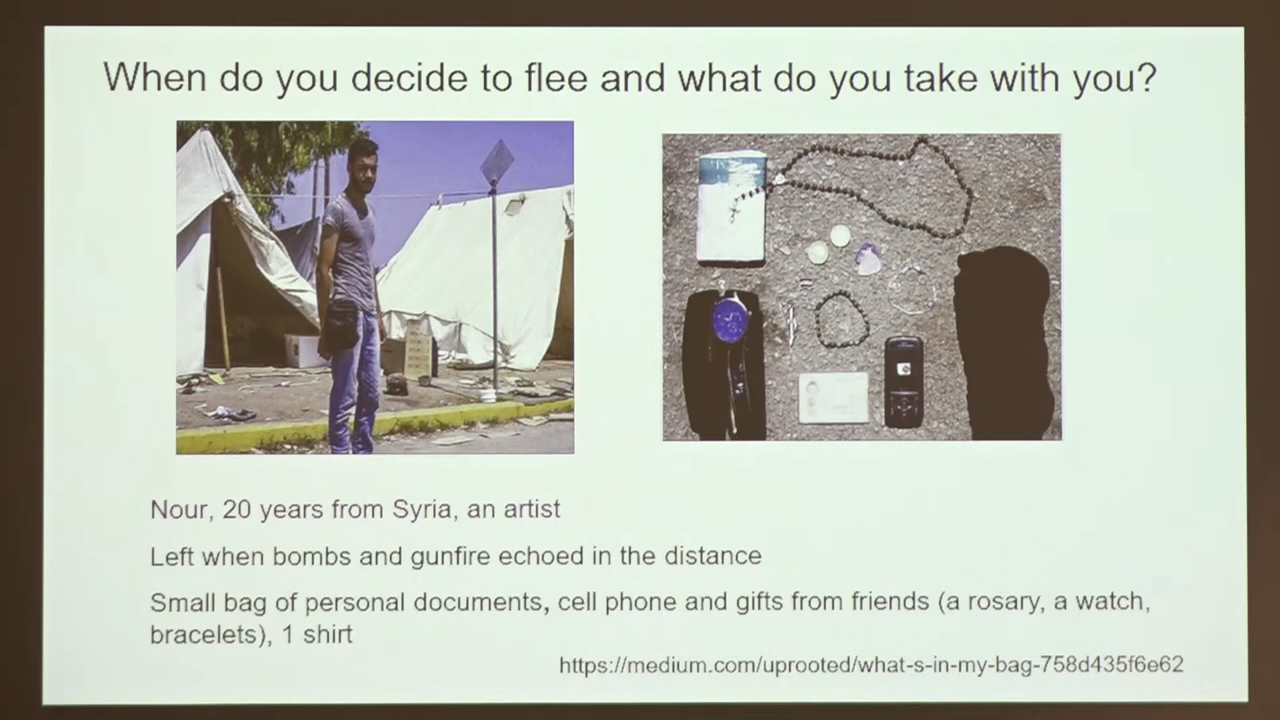 When do you decide to flee and what do you take with you?
Nour, 20 years from Syria, an artist
Left when bombs and gunfire echoed in the distance
Small bag of personal documents, cell phone and gifts from friends (a rosary, a watch,
bracelets), 1 shirt
https://medium.com/uprooted/what-s-in-my-bag-758d435f6e62